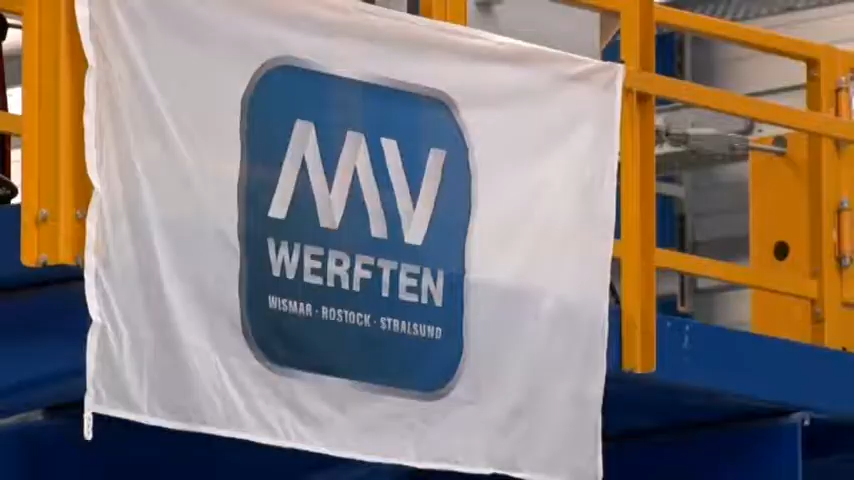 MV
WERFTEN
WISMAR · ROSTOCK · STRALSUND